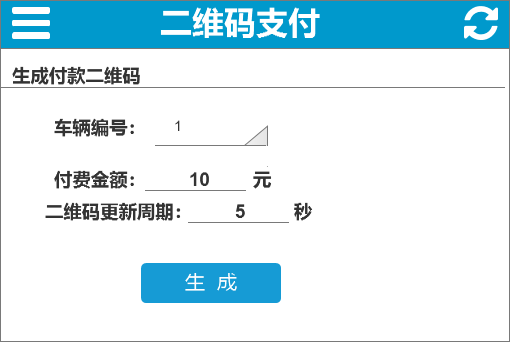 二维码支付
生成付款二维码
车辆编号： 1
付费金额： 10 元
二维码更新周期： 5 秒
生 成